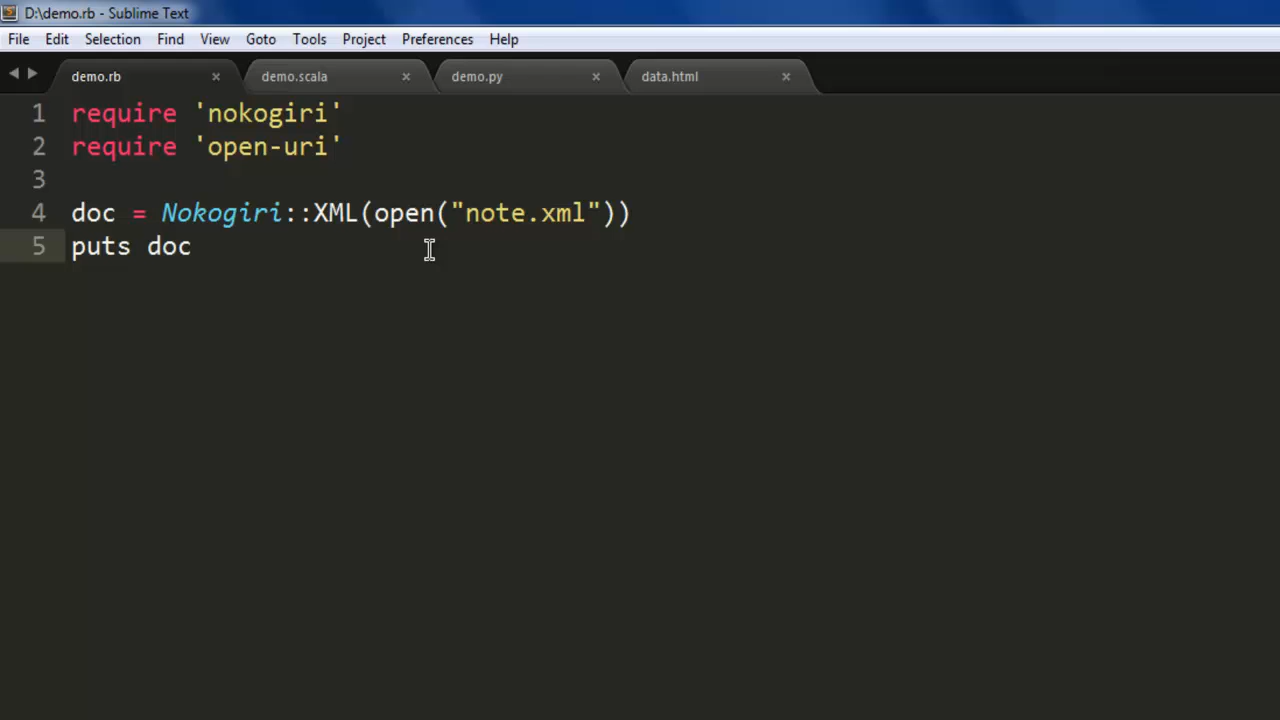 D:\demo.rb - Sublime Text
File Edit Selection Find View Goto Tools Project Preferences Help
demo.rb × demo.scala × demo.py × data.html ×
1 require 'nokogiri'
2 require 'open-uri'
3
4 doc = Nokogiri::XML(open("note.xml"))
5 puts doc